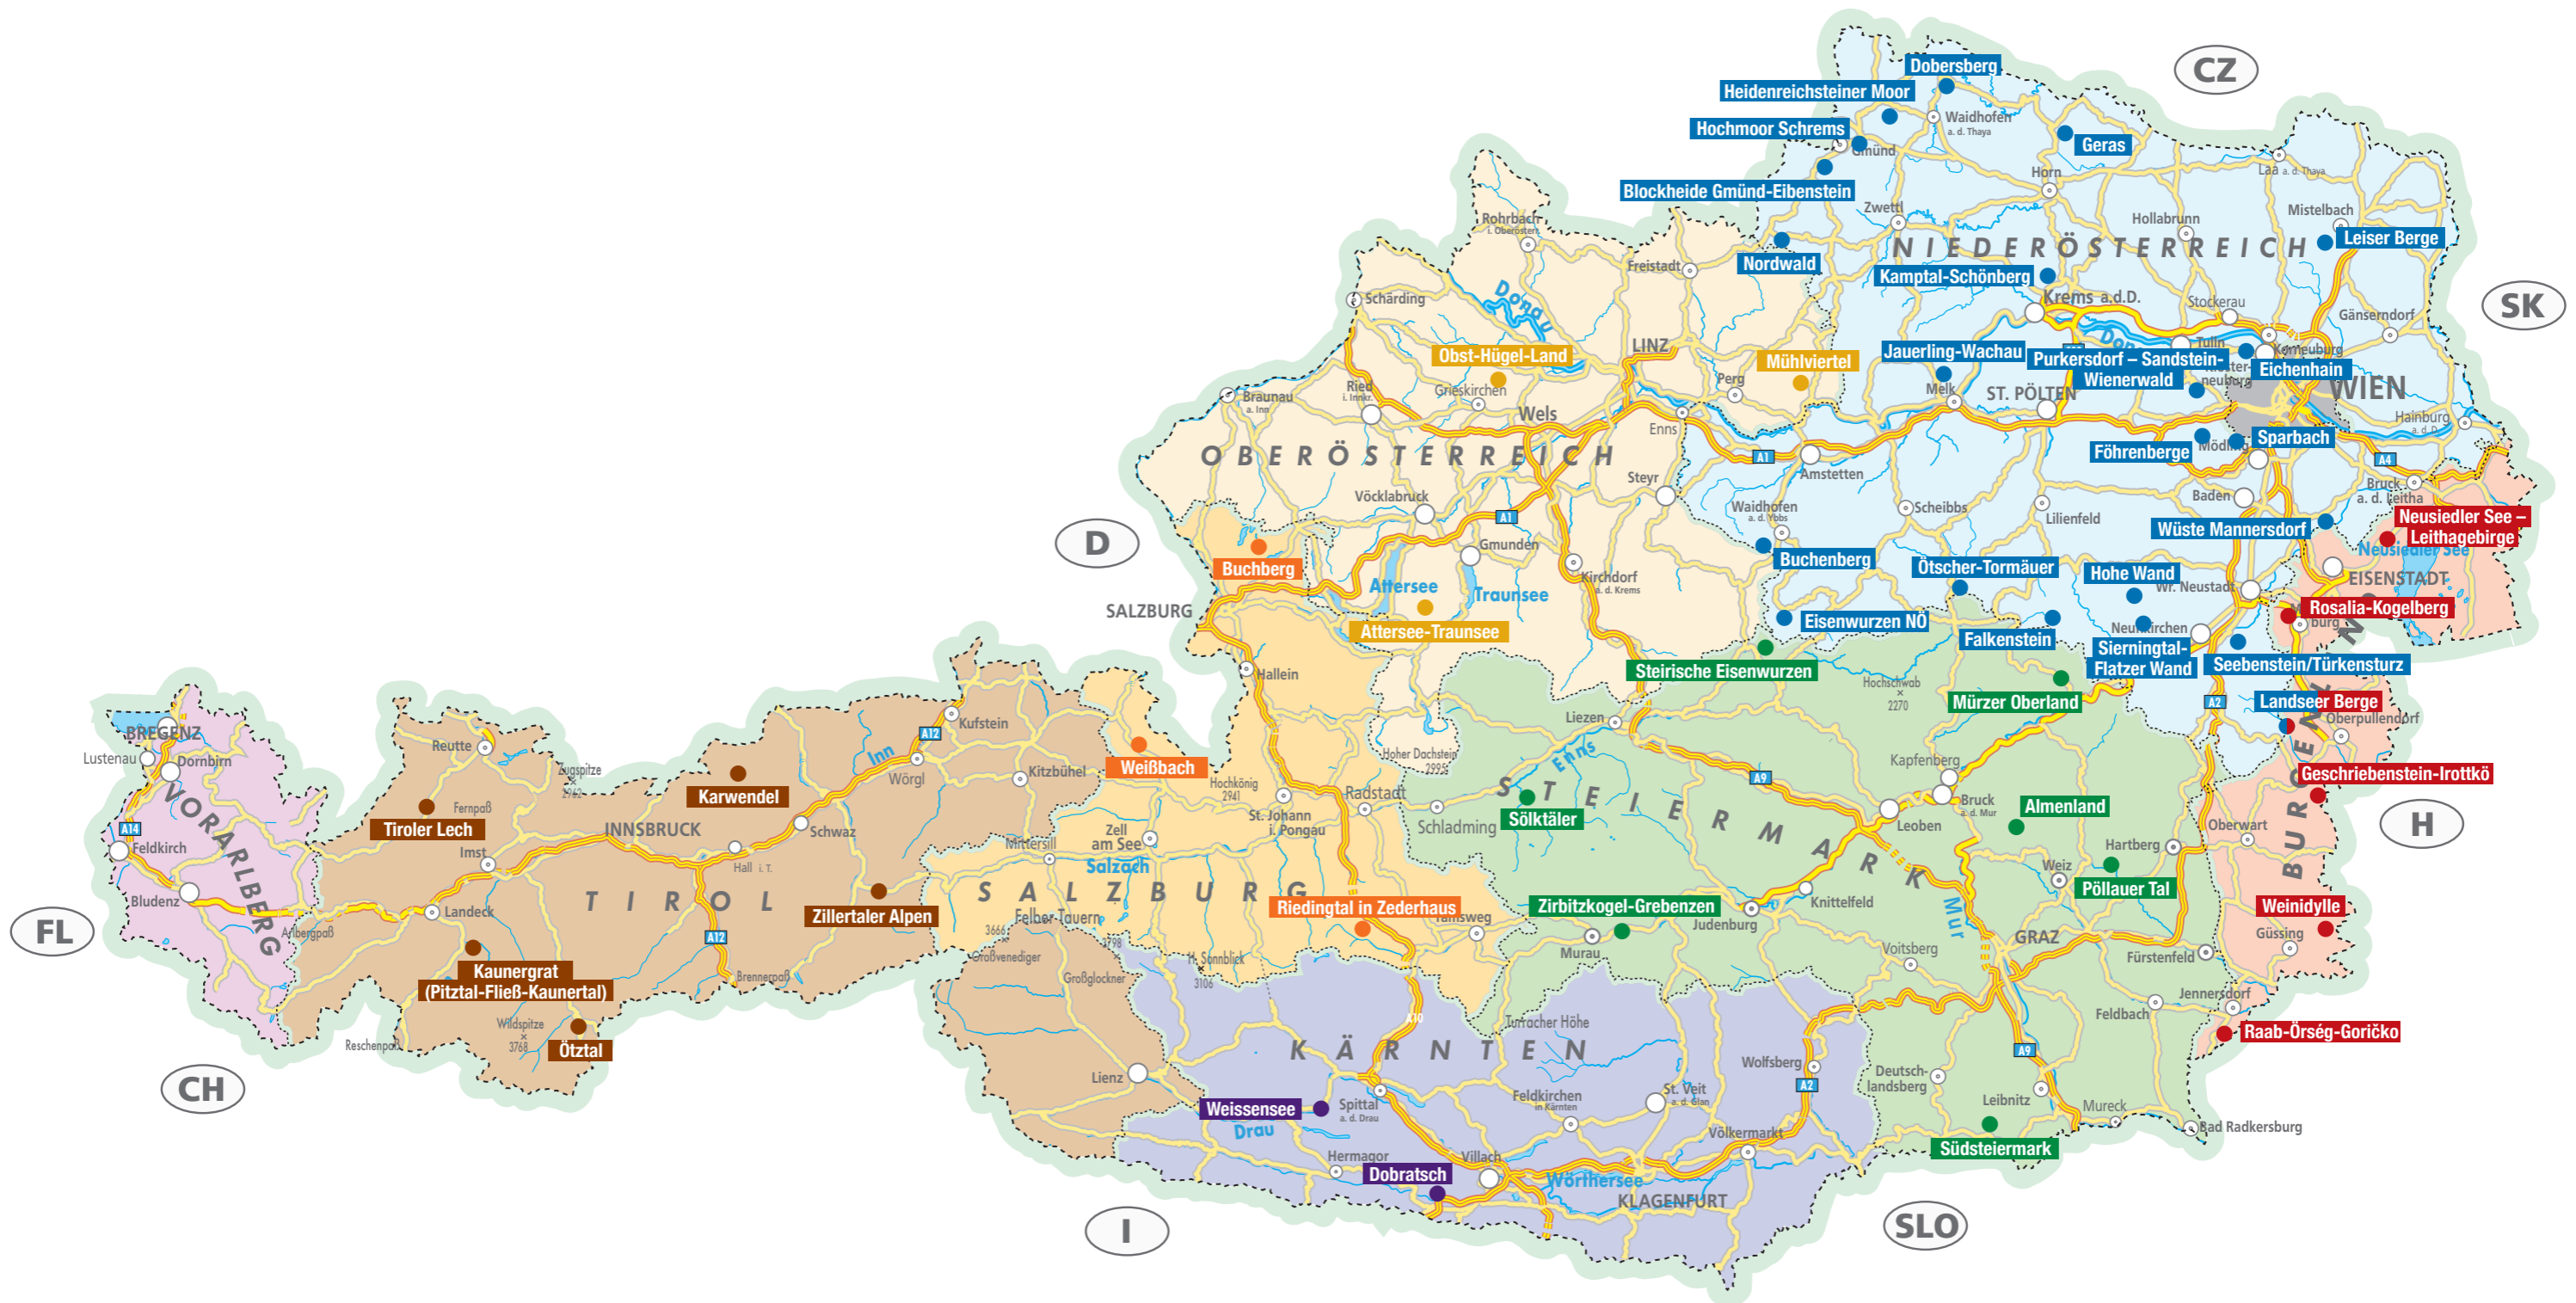 CZ
Dobersberg
Heidenreichsteiner Moor
Waidhofen
a. d. Thaya
Hochmoor Schrems
Gmünd
Geras
Laa a. d. Thaya
Blockheide Gmünd-Eibenstein
Horn
Zwettl
Hollabrunn
Mistelbach
Rohrbach
i. Oberösterr.
NIEDERÖSTERREICH
Leiser Berge
Nordwald
Freistadt
Kamptal-Schönberg
Schärding
Donau
Krems a.d.D.
Stockerau
SK
Gänserndorf
LINZ
Obst-Hügel-Land
Mühlviertel
Jauerling-Wachau
Tulln
Korneuburg
Purkersdorf – Sandstein-
Wienerwald
Eichenhain
WIEN
Ried
i. Innkr.
Grieskirchen
Perg
Melk
ST. PÖLTEN
Braunau
a. Inn
Wels
Enns
Hainburg
a. d. D.
OBERÖSTERREICH
A1
Amstetten
Föhrenberge
Mödling
Sparbach
A4
Steyr
Vöcklabruck
Baden
Bruck
a. d. Leitha
A1
Waidhofen
a. d. Ybbs
Scheibbs
Lilienfeld
Wüste Mannersdorf
Neusiedler See –
Leithagebirge
Neusiedler See
D
Buchberg
Gmunden
Buchenberg
Ötscher-Tormäuer
Hohe Wand
Wr. Neustadt
EISENSTADT
Kirchdorf
a. d. Krems
Attersee
Traunsee
SALZBURG
Attersee-Traunsee
Eisenwurzen NÖ
Falkenstein
Neunkirchen
Rosalia-Kogelberg
burg
Sierningtal-
Flatzer Wand
Seebenstein/Türkensturz
Hallein
Steirische Eisenwurzen
Hochschwab
2270
Mürzer Oberland
A2
Landseer Berge
Oberpullendorf
BREGENZ
Lustenau
Dornbirn
Reutte
Kufstein
A12
Inn
Liezen
Zugspitze
2962
Wörgl
Kitzbühel
Weißbach
Hoher Dachstein
2995
Enns
Karwendel
Hochkönig
2941
Radstadt
A9
Kapfenberg
Geschriebenstein-Irottkö
VORARLBERG
Tiroler Lech
Fernpaß
INNSBRUCK
Schwaz
St. Johann
i. Pongau
Schladming
Sölktäler
STEIERMARK
Bruck
a. d. Mur
Leoben
Almenland
H
A14
Feldkirch
Imst
Hall i. T.
Mittersill
Zell
am See
Salzach
Oberwart
Hartberg
Weiz
Pöllauer Tal
BURGENLAND
Bludenz
Landeck
TIROL
SALZBURG
Zillertaler Alpen
Riedingtal in Zederhaus
Tamsweg
Zirbitzkogel-Grebenzen
Judenburg
Knittelfeld
Mur
Weinidylle
Güssing
FL
Arlbergpaß
A12
Felber-Tauern
3666
Großvenediger
3798
Großglockner
H. Sonnblick
3106
Murau
Voitsberg
GRAZ
Fürstenfeld
Kaunergrat
(Pitztal-Fließ-Kaunertal)
Brennerpaß
Wildspitze
3768
Reschenpaß
Ötztal
A10
Turracher Höhe
Feldbach
Jennersdorf
Raab-Örség-Goričko
KÄRNTEN
CH
Lienz
Wolfsberg
A2
Deutsch-
landsberg
A9
Leibnitz
Mureck
Bad Radkersburg
Weissensee
Spittal
a. d. Drau
Feldkirchen
in Kärnten
St. Veit
a. d. Glan
Drau
Völkermarkt
Südsteiermark
Hermagor
Villach
Dobratsch
Wörthersee
KLAGENFURT
I
SLO